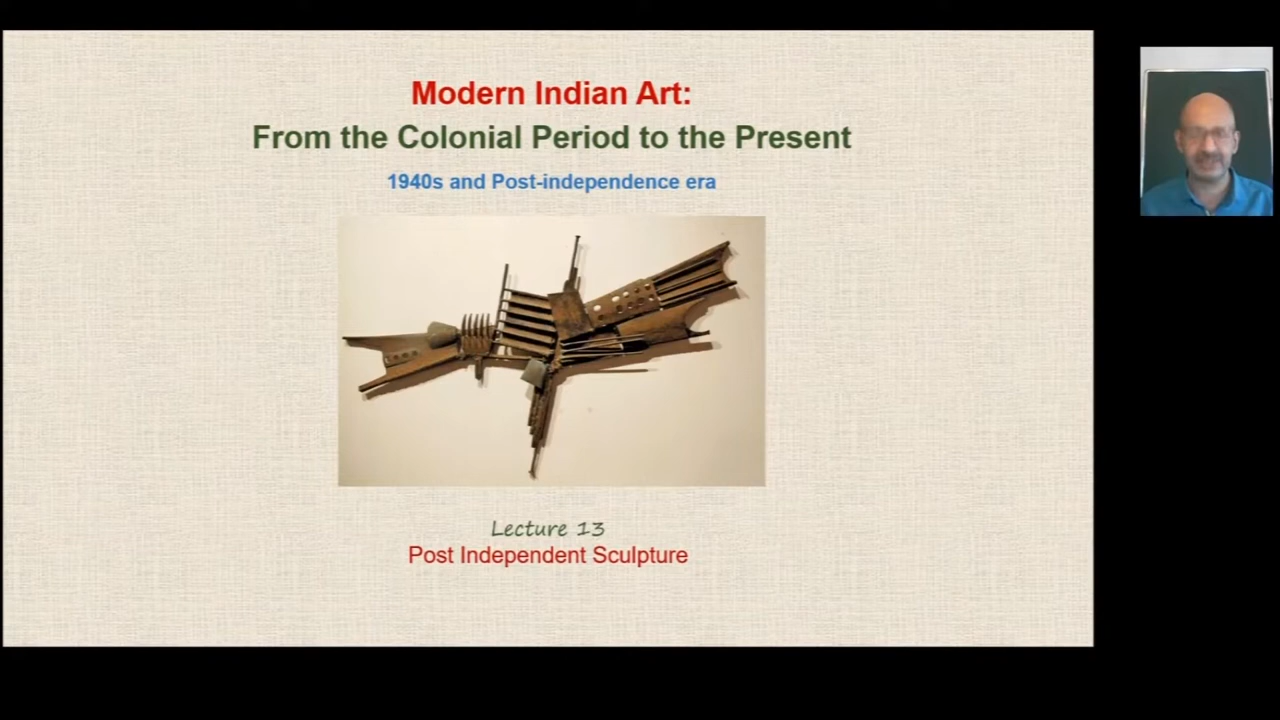 Modern Indian Art:
From the Colonial Period to the Present
1940s and Post-independence era
Lecture 13
Post Independent Sculpture